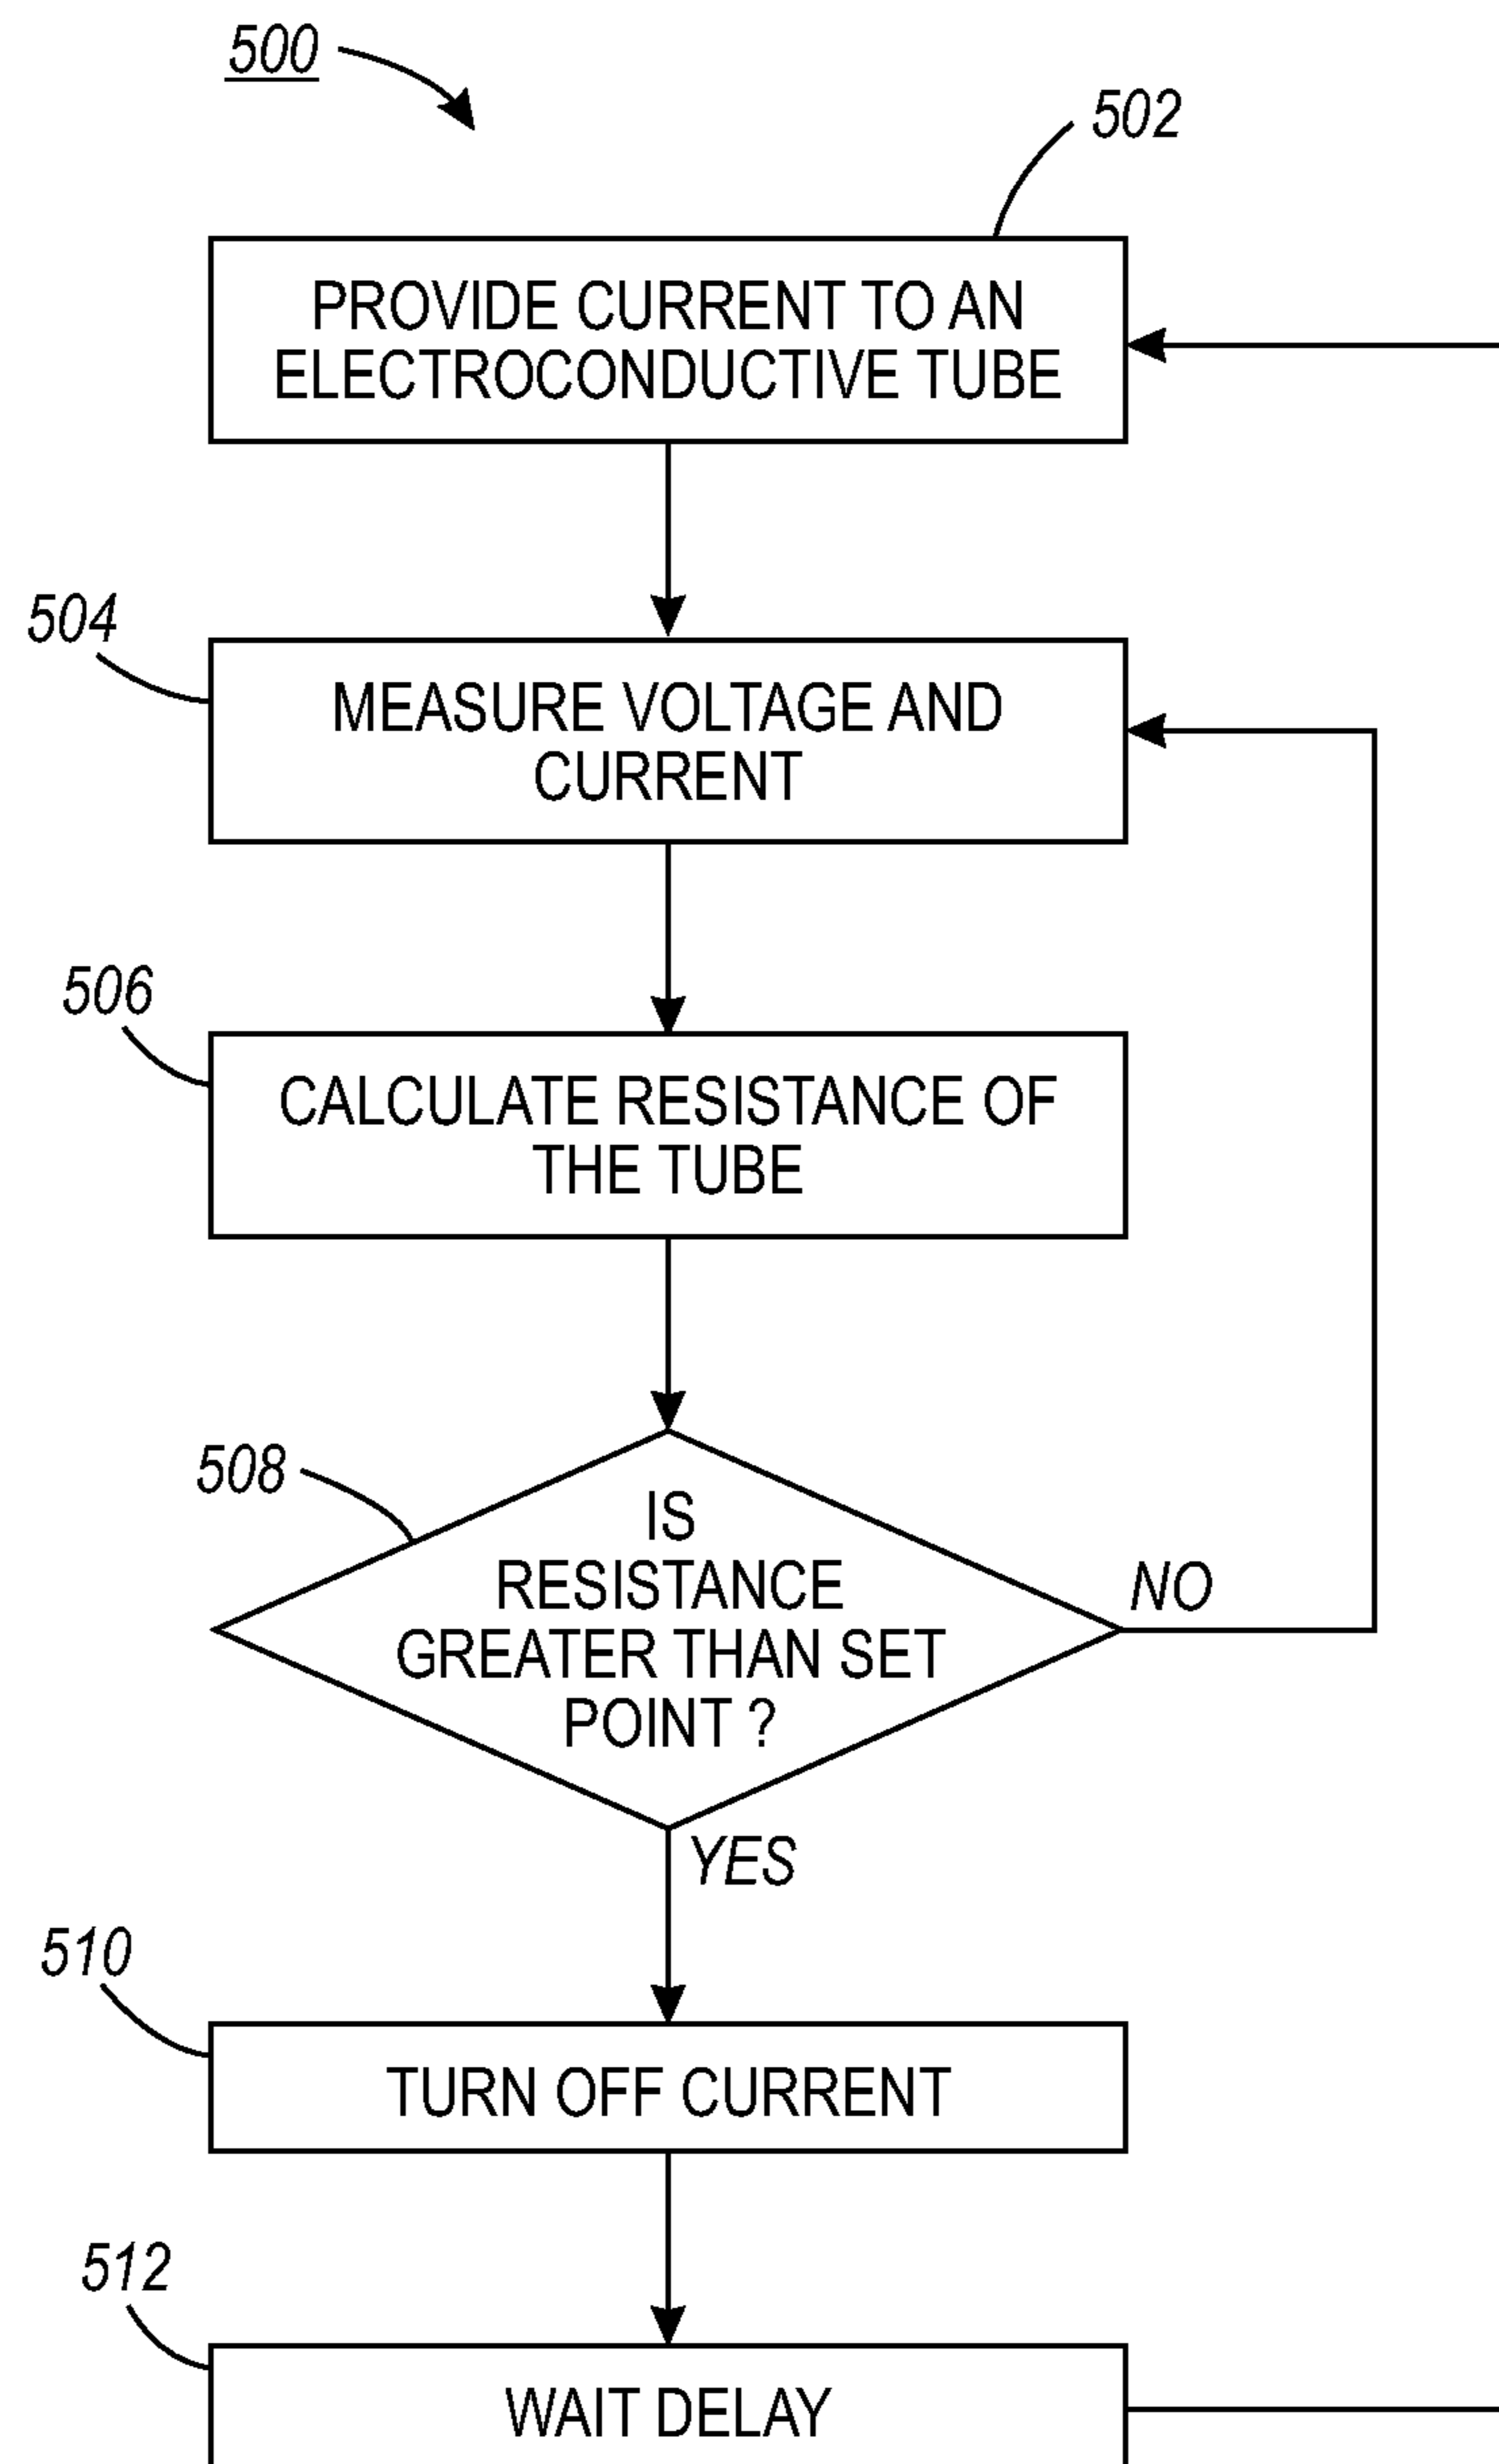 500
502
PROVIDE CURRENT TO AN
ELECTROCONDUCTIVE TUBE
504
MEASURE VOLTAGE AND
CURRENT
506
CALCULATE RESISTANCE OF
THE TUBE
508
IS
RESISTANCE
GREATER THAN SET
POINT ?
NO
YES
510
TURN OFF CURRENT
512
WAIT DELAY